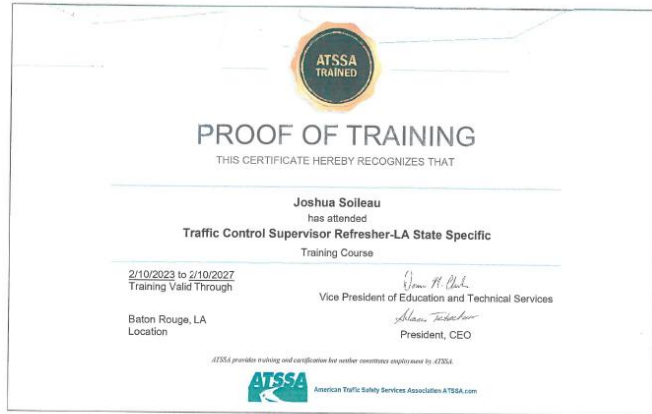 ATSSA
TRAINED
PROOF OF TRAINING
THIS CERTIFICATE HEREBY RECOGNIZES THAT
Joshua Soileau
has attended
Traffic Control Supervisor Refresher-LA State Specific
Training Course
2/10/2023 to 2/10/2027
Training Valid Through
Vice President of Education and Technical Services
Baton Rouge, LA
Location
President, CEO
ATSSA provides training and certification but neither constitutes employment by ATSSA.
ATSSA
American Traffic Safety Services Association ATSSA.com